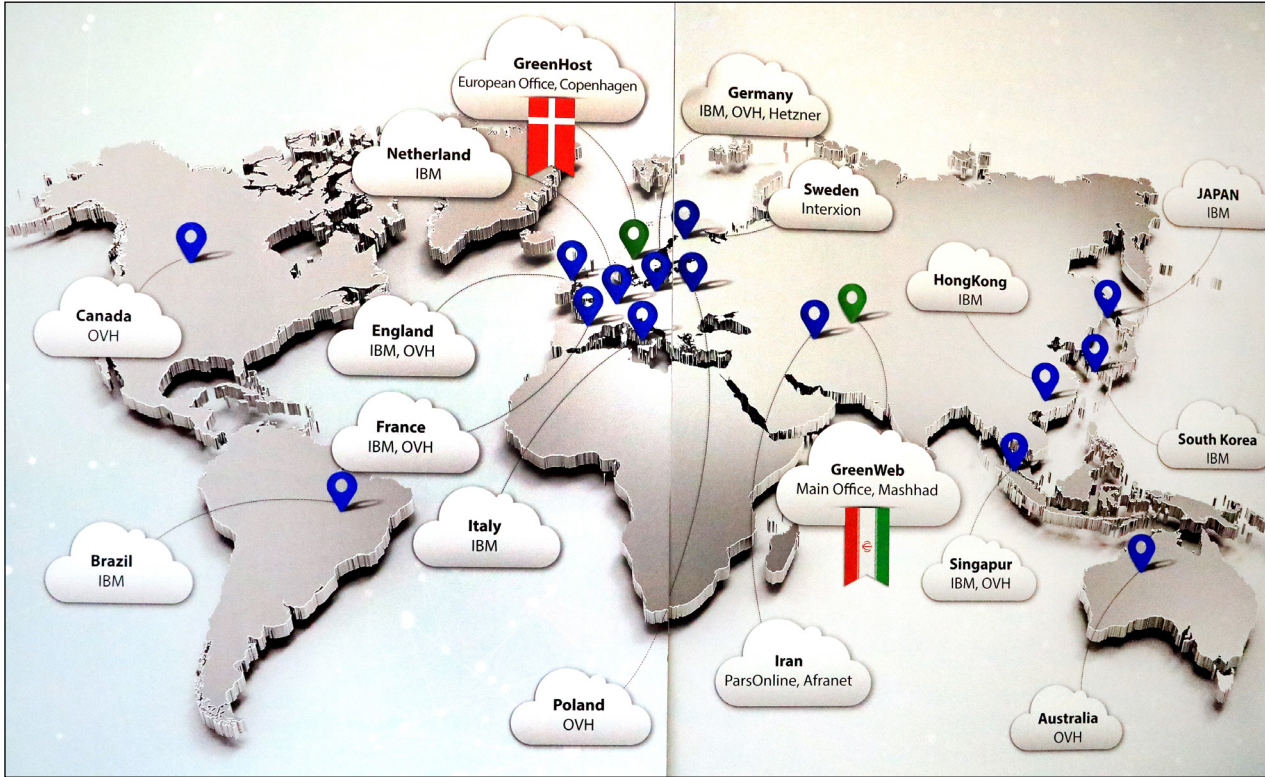 GreenHost
European Office, Copenhagen
Germany
IBM, OVH, Hetzner
Netherland
IBM
Sweden
Interxion
JAPAN
IBM
HongKong
IBM
Canada
OVH
England
IBM, OVH
France
IBM, OVH
South Korea
IBM
GreenWeb
Main Office, Mashhad
Italy
IBM
Brazil
IBM
Singapur
IBM, OVH
Iran
ParsOnline, Afranet
Poland
OVH
Australia
OVH